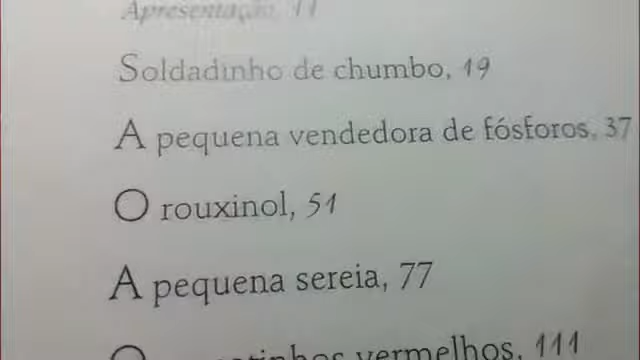 Apresentação, 11
Soldadinho de chumbo, 19
A pequena vendedora de fósforos, 37
O rouxinol, 51
A pequena sereia, 77
O vermelhos, 111